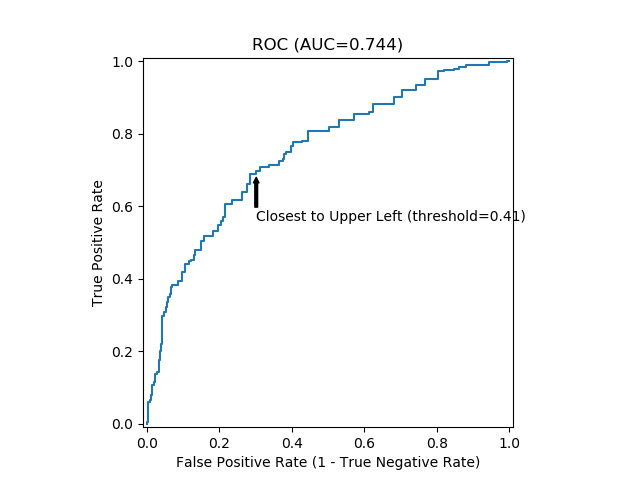 ROC (AUC=0.744)
1.0
0.8
0.6
0.4
0.2
0.0
True Positive Rate
Closest to Upper Left (threshold=0.41)
0.0 0.2 0.4 0.6 0.8 1.0
False Positive Rate (1 - True Negative Rate)